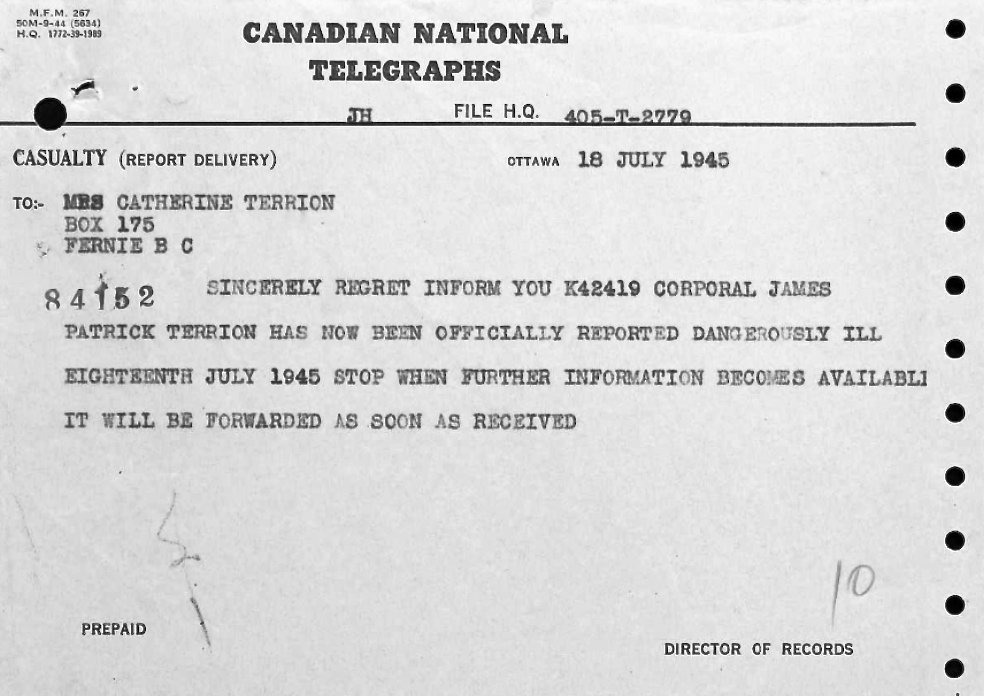 M.F.M. 267
50M-9-44 (5634)
H.Q. 1772-39-1989
CANADIAN NATIONAL
TELEGRAPHS
JH FILE H.Q. 405-T-2779
CASUALTY (REPORT DELIVERY) OTTAWA 18 JULY 1945
TO:- MRS CATHERINE TERRION
BOX 175
FERNIE B C
84152 SINCERELY REGRET INFORM YOU K42419 CORPORAL JAMES
PATRICK TERRION HAS NOW BEEN OFFICIALLY REPORTED DANGEROUSLY ILL
EIGHTEENTH JULY 1945 STOP WHEN FURTHER INFORMATION BECOMES AVAILABLE
IT WILL BE FORWARDED AS SOON AS RECEIVED
10
PREPAID
DIRECTOR OF RECORDS